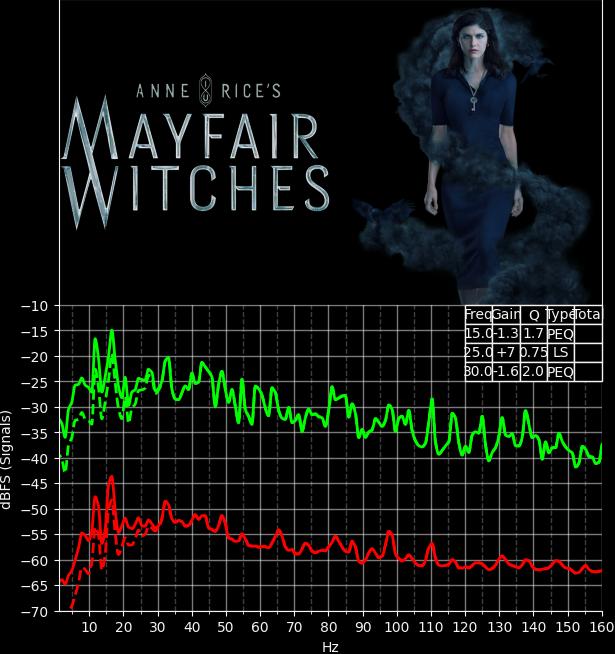 ANNE RICE'S
MAYFAIR
WITCHES
Freq Gain Q Type Total
15.0 -1.3 1.7 PEQ
25.0 +7 0.75 LS
30.0 -1.6 2.0 PEQ
−10
−15
−20
−25
−30
−35
−40
−45
−50
−55
−60
−65
−70
dBFS (Signals)
10 20 30 40 50 60 70 80 90 100 110 120 130 140 150 160
Hz